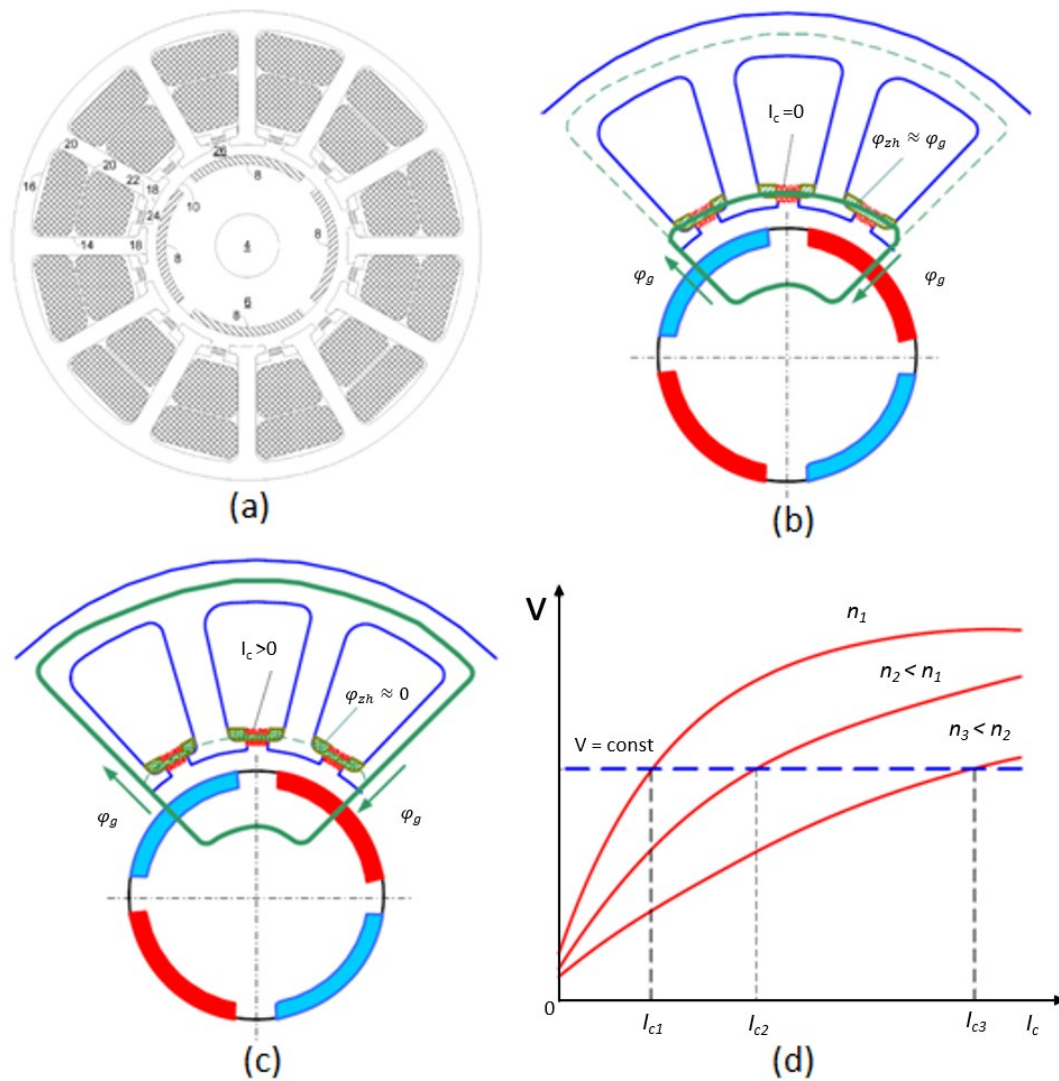 20
20
22
16
18
24
10
26
8
8
14
18
8
4
8
6
8
(a)
I_c=0
φ_zh ≈ φ_g
φ_g
φ_g
(b)
I_c>0
φ_zh ≈ 0
φ_g
φ_g
(c)
V
n_1
n_2 < n_1
n_3 < n_2
V = const
0
I_c1
I_c2
I_c3
I_c
(d)